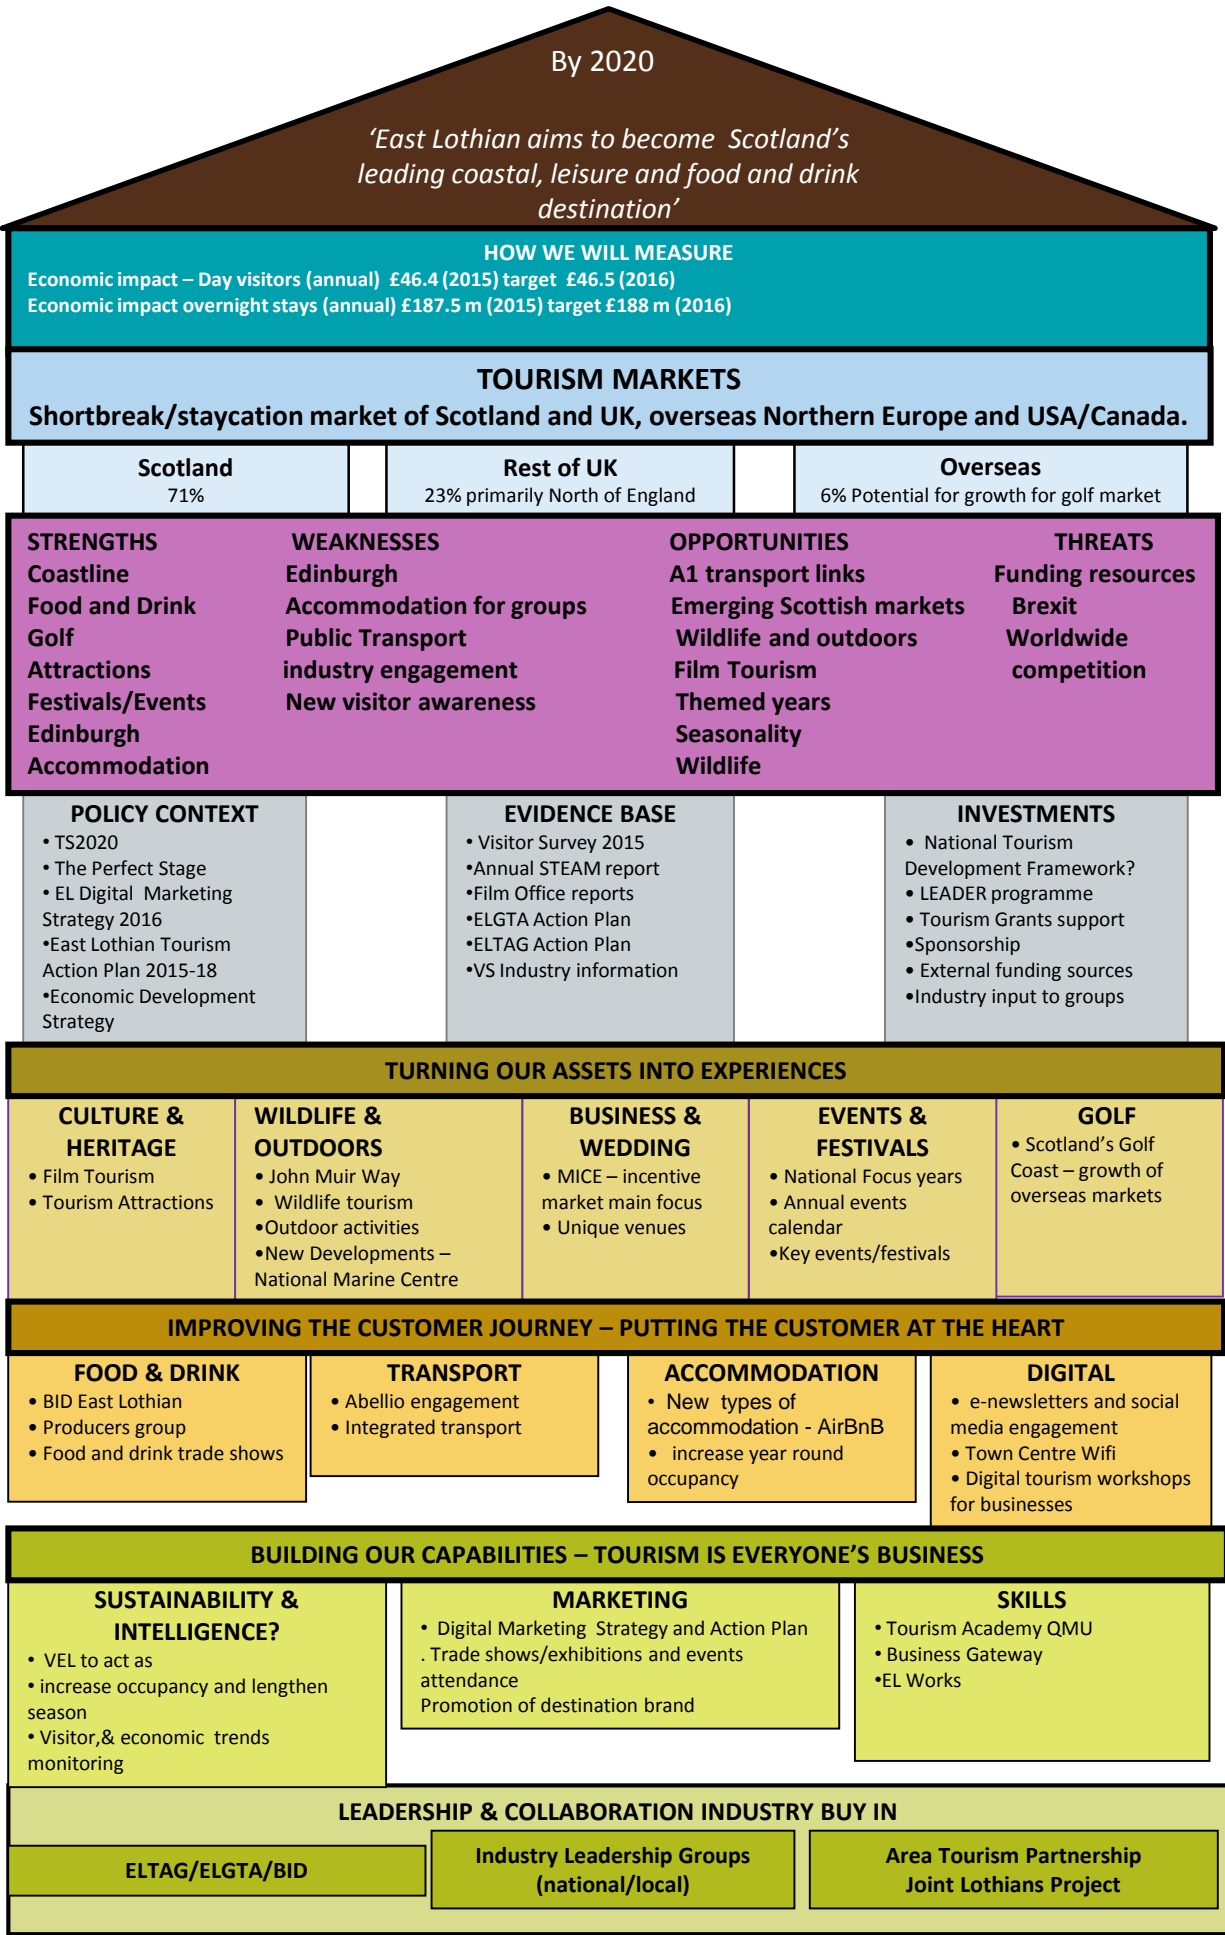 By 2020
‘East Lothian aims to become Scotland’s
leading coastal, leisure and food and drink
destination’
HOW WE WILL MEASURE
Economic impact – Day visitors (annual) £46.4 (2015) target £46.5 (2016)
Economic impact overnight stays (annual) £187.5 m (2015) target £188 m (2016)
TOURISM MARKETS
Shortbreak/staycation market of Scotland and UK, overseas Northern Europe and USA/Canada.
Scotland
71%
Rest of UK
23% primarily North of England
Overseas
6% Potential for growth for golf market
STRENGTHS
Coastline
Food and Drink
Golf
Attractions
Festivals/Events
Edinburgh
Accommodation
WEAKNESSES
Edinburgh
Accommodation for groups
Public Transport
industry engagement
New visitor awareness
OPPORTUNITIES
A1 transport links
Emerging Scottish markets
Wildlife and outdoors
Film Tourism
Themed years
Seasonality
Wildlife
THREATS
Funding resources
Brexit
Worldwide
competition
POLICY CONTEXT
• TS2020
• The Perfect Stage
• EL Digital Marketing
Strategy 2016
•East Lothian Tourism
Action Plan 2015-18
•Economic Development
Strategy
EVIDENCE BASE
• Visitor Survey 2015
•Annual STEAM report
•Film Office reports
•ELGTA Action Plan
•ELTAG Action Plan
•VS Industry information
INVESTMENTS
• National Tourism
Development Framework?
• LEADER programme
• Tourism Grants support
•Sponsorship
• External funding sources
•Industry input to groups
TURNING OUR ASSETS INTO EXPERIENCES
CULTURE &
HERITAGE
• Film Tourism
• Tourism Attractions
WILDLIFE &
OUTDOORS
• John Muir Way
• Wildlife tourism
•Outdoor activities
•New Developments –
National Marine Centre
BUSINESS &
WEDDING
• MICE – incentive
market main focus
• Unique venues
EVENTS &
FESTIVALS
• National Focus years
• Annual events
calendar
•Key events/festivals
GOLF
• Scotland’s Golf
Coast – growth of
overseas markets
IMPROVING THE CUSTOMER JOURNEY – PUTTING THE CUSTOMER AT THE HEART
FOOD & DRINK
• BID East Lothian
• Producers group
• Food and drink trade shows
TRANSPORT
• Abellio engagement
• Integrated transport
ACCOMMODATION
• New types of
accommodation - AirBnB
• increase year round
occupancy
DIGITAL
• e-newsletters and social
media engagement
• Town Centre Wifi
• Digital tourism workshops
for businesses
BUILDING OUR CAPABILITIES – TOURISM IS EVERYONE’S BUSINESS
SUSTAINABILITY &
INTELLIGENCE?
• VEL to act as
• increase occupancy and lengthen
season
• Visitor,& economic trends
monitoring
MARKETING
• Digital Marketing Strategy and Action Plan
. Trade shows/exhibitions and events
attendance
Promotion of destination brand
SKILLS
• Tourism Academy QMU
• Business Gateway
•EL Works
LEADERSHIP & COLLABORATION INDUSTRY BUY IN
ELTAG/ELGTA/BID
Industry Leadership Groups
(national/local)
Area Tourism Partnership
Joint Lothians Project